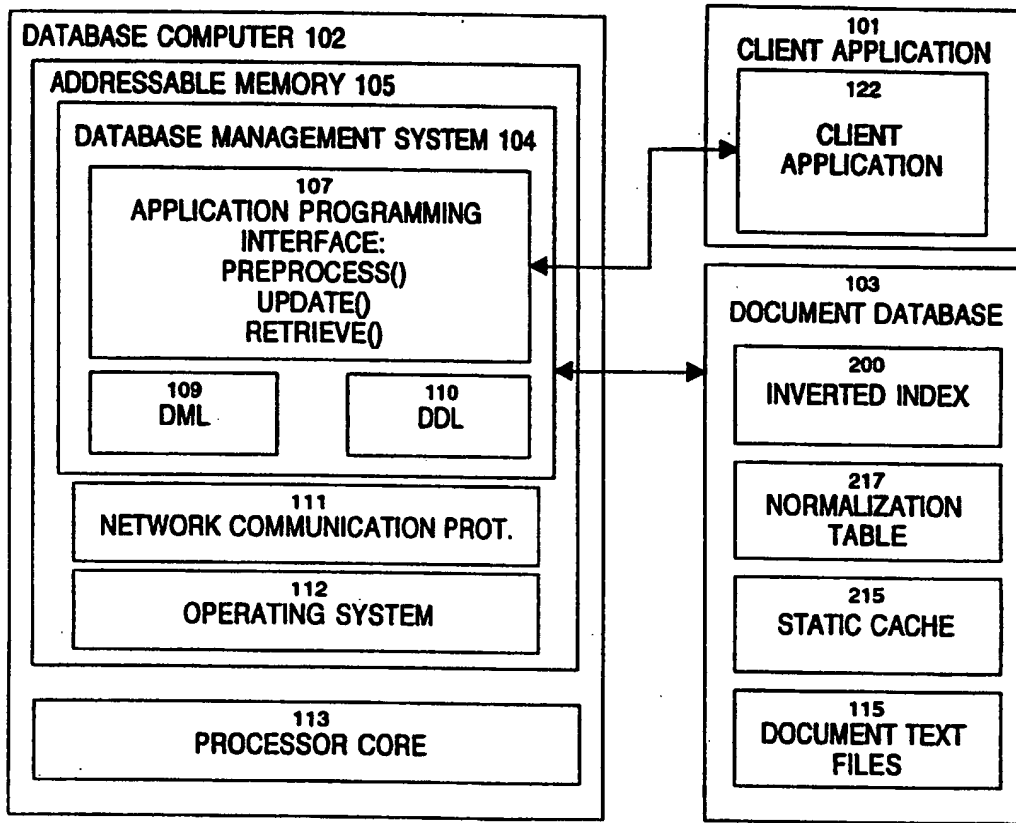 DATABASE COMPUTER 102
ADDRESSABLE MEMORY 105
DATABASE MANAGEMENT SYSTEM 104
107
APPLICATION PROGRAMMING
INTERFACE:
PREPROCESS()
UPDATE()
RETRIEVE()
109
DML
110
DDL
111
NETWORK COMMUNICATION PROT.
112
OPERATING SYSTEM
113
PROCESSOR CORE
101
CLIENT APPLICATION
122
CLIENT
APPLICATION
103
DOCUMENT DATABASE
200
INVERTED INDEX
217
NORMALIZATION
TABLE
215
STATIC CACHE
115
DOCUMENT TEXT
FILES